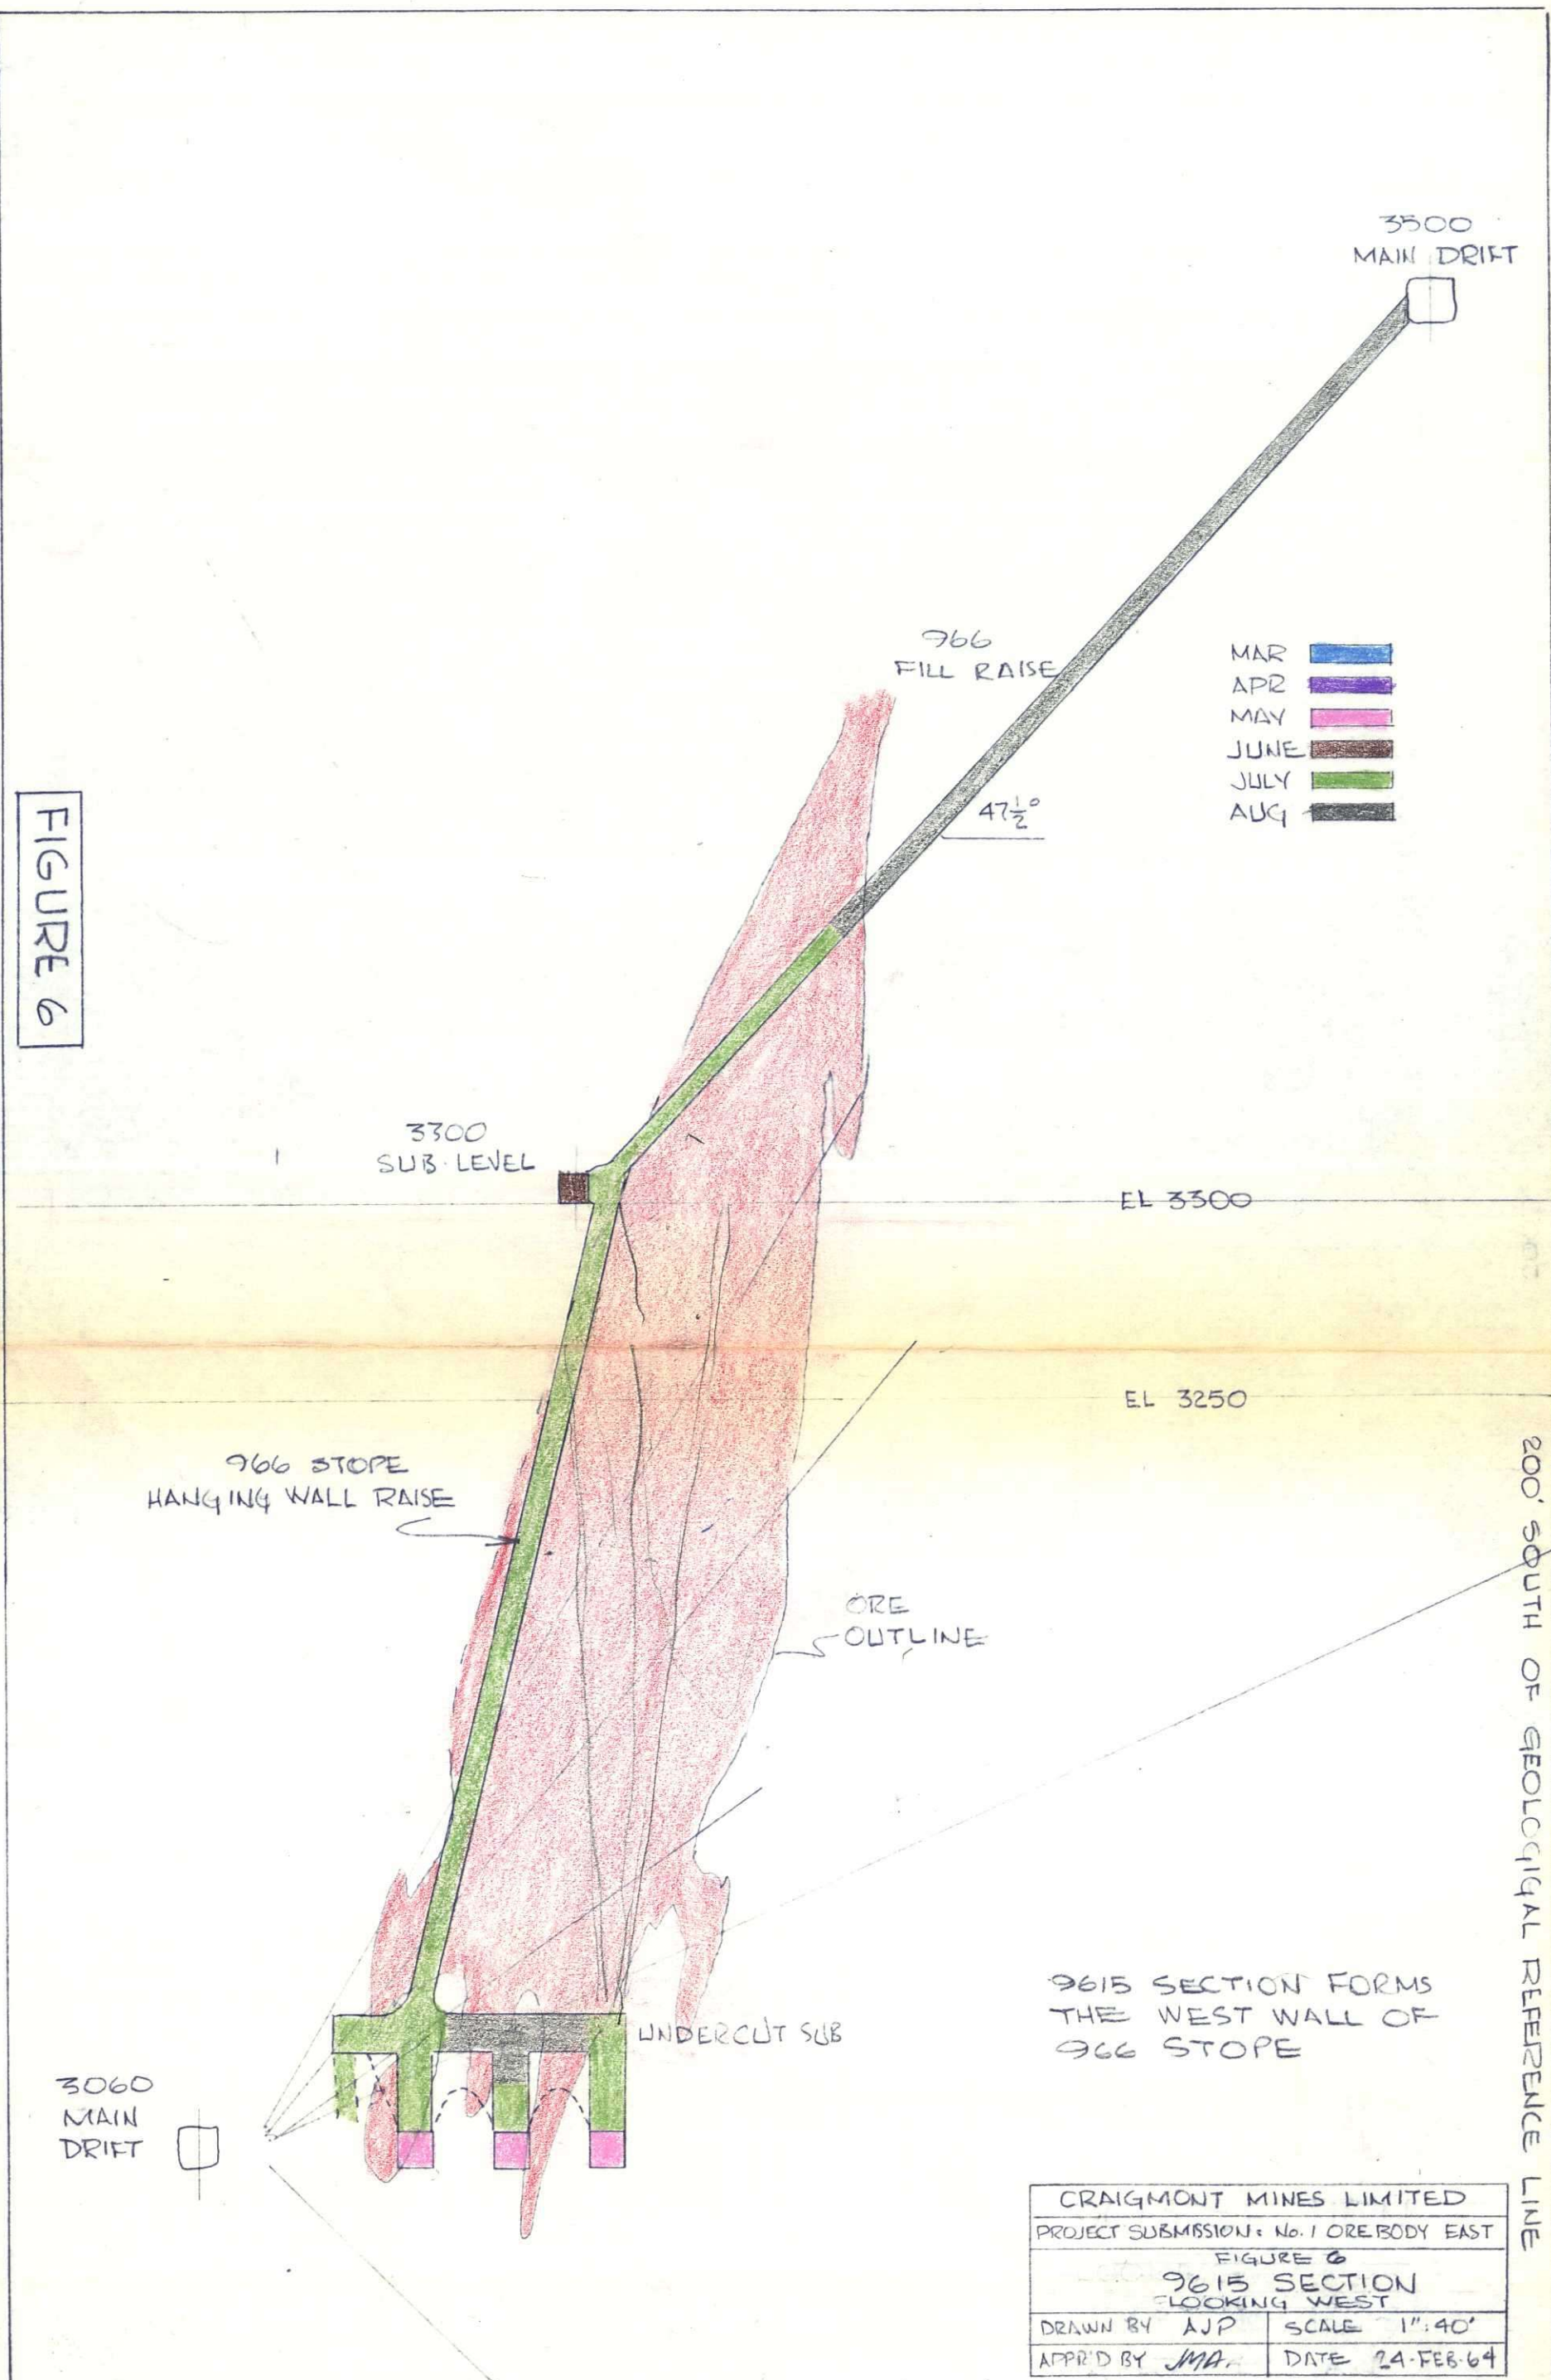 3500
MAIN DRIFT
966
FILL RAISE
MAR
APR
MAY
JUNE
JULY
AUG
47½°
FIGURE 6
3300
SUB-LEVEL
EL 3300
EL 3250
966 STOPE
HANGING WALL RAISE
ORE
OUTLINE
200' SOUTH OF GEOLOGIGAL REFERENCE LINE
UNDERCUT SUB
9615 SECTION FORMS
THE WEST WALL OF
966 STOPE
3060
MAIN
DRIFT
CRAIGMONT MINES LIMITED
PROJECT SUBMISSION: No. 1 OREBODY EAST
FIGURE 6
9615 SECTION
LOOKING WEST
DRAWN BY AJP
SCALE 1":40'
APPR'D BY JMA.
DATE 24-FEB-64